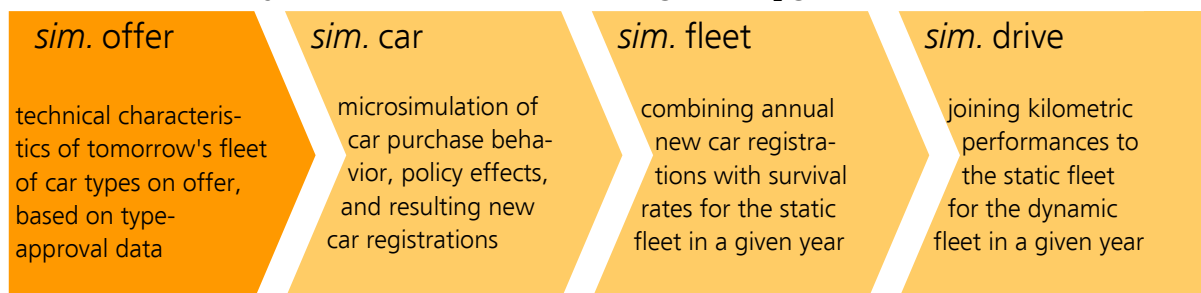 sim. offer
technical characteris-
tics of tomorrow's fleet
of car types on offer,
based on type-
approval data
sim. car
microsimulation of
car purchase beha-
vior, policy effects,
and resulting new
car registrations
sim. fleet
combining annual
new car registra-
tions with survival
rates for the static
fleet in a given year
sim. drive
joining kilometric
performances to
the static fleet
for the dynamic
fleet in a given year